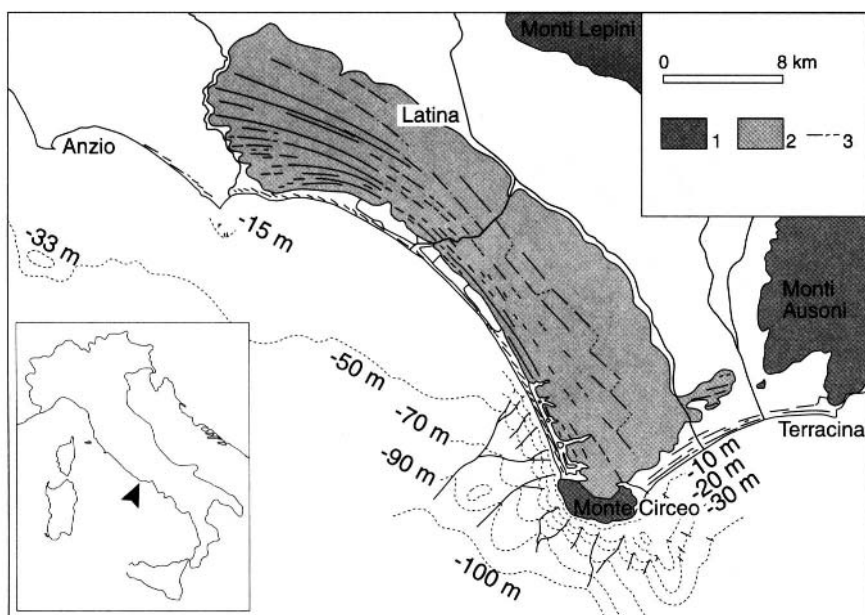 Monti Lepini
0 8 km
1 2 3
Latina
Anzio
-15 m
-33 m
Monti
Ausoni
-50 m
-70 m
-90 m
Terracina
-10 m
-20 m
-30 m
Monte Circeo
-100 m